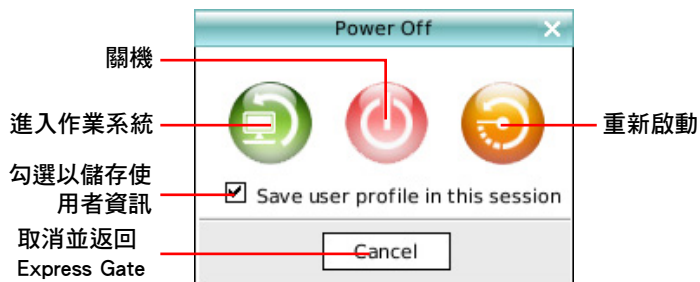 Power Off
關機
進入作業系統
重新啟動
勾選以儲存使
用者資訊
Save user profile in this session
取消並返回
Express Gate
Cancel